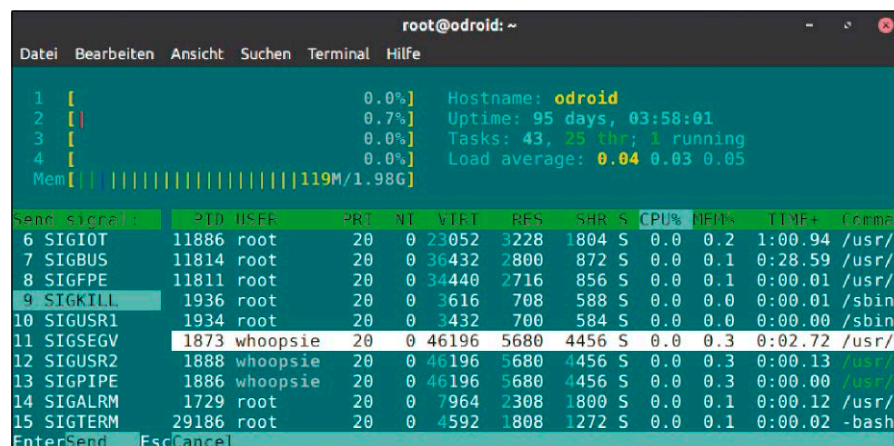 root@odroid: ~
Datei Bearbeiten Ansicht Suchen Terminal Hilfe
1 [ 0.0%] Hostname: odroid
2 [| 0.7%] Uptime: 95 days, 03:58:01
3 [ 0.0%] Tasks: 43, 25 thr; 1 running
4 [ 0.0%] Load average: 0.04 0.03 0.05
Mem[||||||||||||||||||||119M/1.98G]
Send signal: PID USER PRI NI VIRT RES SHR S CPU% MEM% TIME+ Comma
6 SIGIOT 11886 root 20 0 23052 3228 1804 S 0.0 0.2 1:00.94 /usr/
7 SIGBUS 11814 root 20 0 36432 2800 872 S 0.0 0.1 0:28.59 /usr/
8 SIGFPE 11811 root 20 0 34440 2716 856 S 0.0 0.1 0:00.01 /usr/
9 SIGKILL 1936 root 20 0 3616 708 588 S 0.0 0.0 0:00.01 /sbin
10 SIGUSR1 1934 root 20 0 3432 700 584 S 0.0 0.0 0:00.00 /sbin
11 SIGSEGV 1873 whoopsie 20 0 46196 5680 4456 S 0.0 0.3 0:02.72 /usr/
12 SIGUSR2 1888 whoopsie 20 0 46196 5680 4456 S 0.0 0.3 0:00.13 /usr/
13 SIGPIPE 1886 whoopsie 20 0 46196 5680 4456 S 0.0 0.3 0:00.00 /usr/
14 SIGALRM 1729 root 20 0 7964 2308 1800 S 0.0 0.1 0:00.12 /usr/
15 SIGTERM 29186 root 20 0 4592 1808 1272 S 0.0 0.1 0:00.02 -bash
EnterSend EscCancel